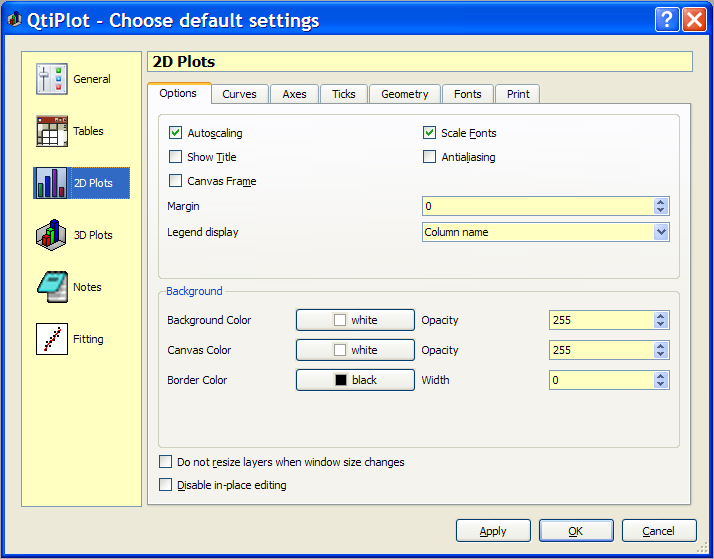 QtiPlot - Choose default settings
General
Tables
2D Plots
3D Plots
Notes
Fitting
2D Plots
Options Curves Axes Ticks Geometry Fonts Print
Autoscaling Scale Fonts
Show Title Antialiasing
Canvas Frame
Margin 0
Legend display Column name
Background
Background Color white Opacity 255
Canvas Color white Opacity 255
Border Color black Width 0
Do not resize layers when window size changes
Disable in-place editing
Apply OK Cancel